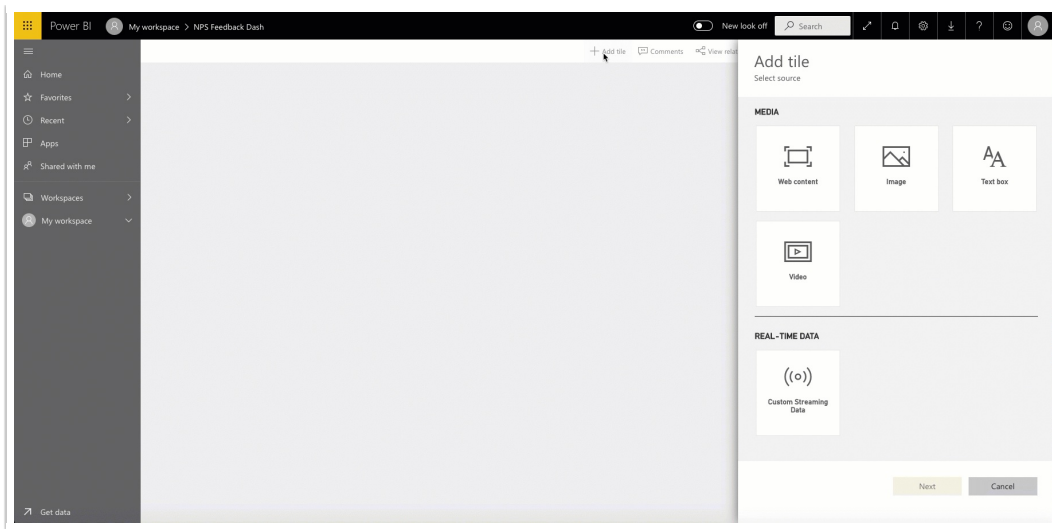 Power BI
My workspace > NPS Feedback Dash
New look off
Search
Home
Favorites
Recent
Apps
Shared with me
Workspaces
My workspace
Get data
Add tile
Comments
View
Add tile
Select source
MEDIA
Web content
Image
Text box
Video
REAL-TIME DATA
Custom Streaming
Data
Next
Cancel